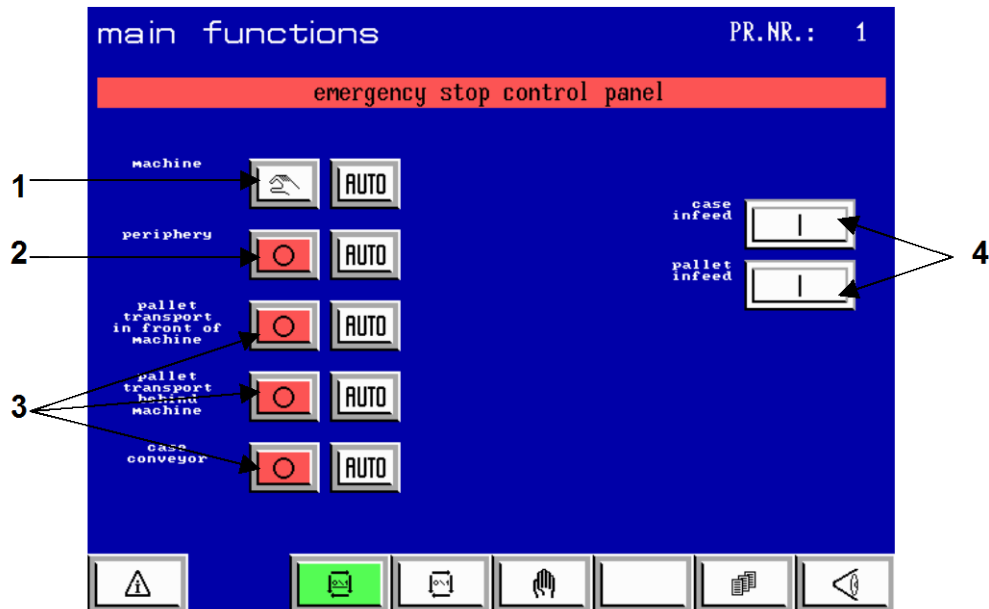 main functions
PR.NR.: 1
emergency stop control panel
Machine
AUTO
1
periphery
AUTO
2
pallet
transport
in front of
Machine
AUTO
pallet
transport
behind
Machine
AUTO
3
case
conveyor
AUTO
case
infeed
I
pallet
infeed
I
4